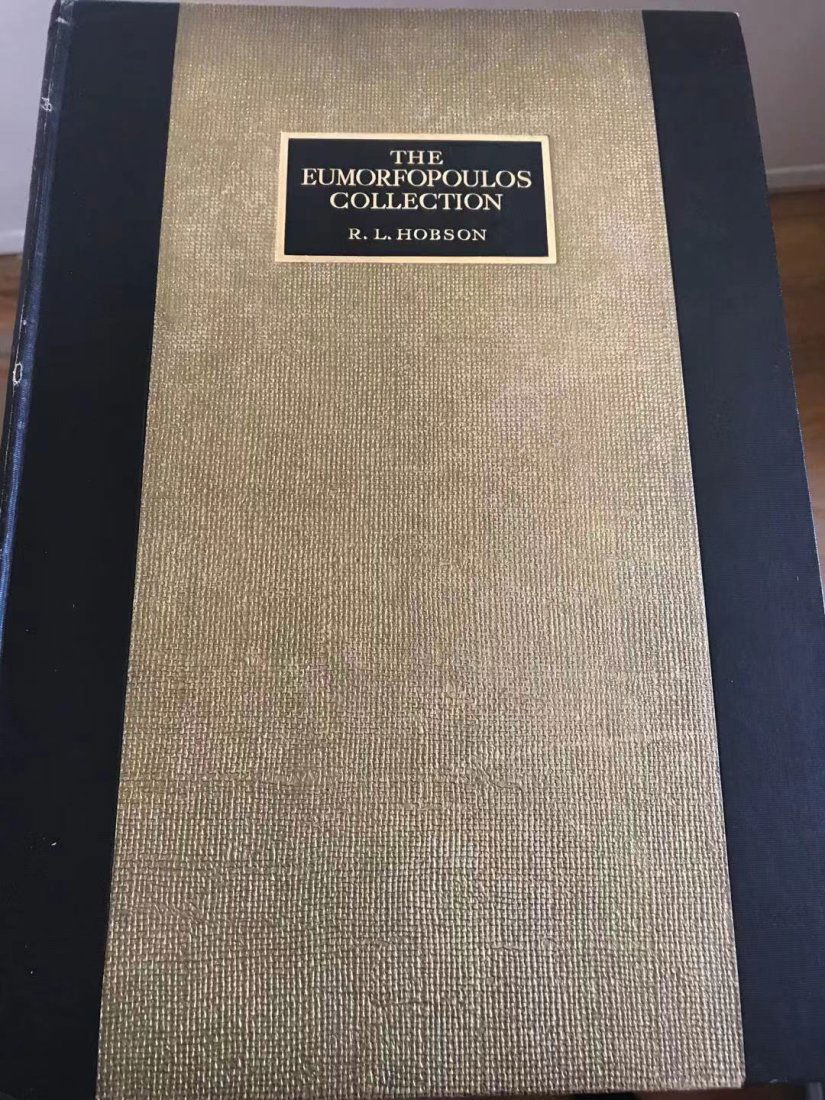 THE
EUMORFOPOULOS
COLLECTION
R. L. HOBSON